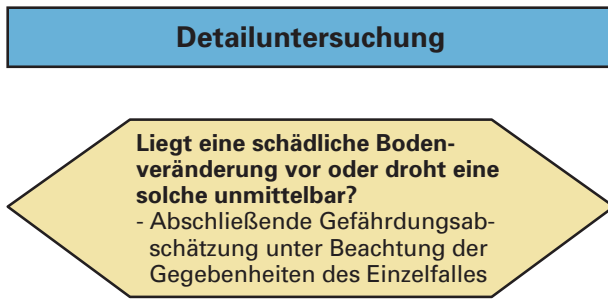 Detailuntersuchung
Liegt eine schädliche Boden-
veränderung vor oder droht eine
solche unmittelbar?
- Abschließende Gefährdungsab-
schätzung unter Beachtung der
Gegebenheiten des Einzelfalles